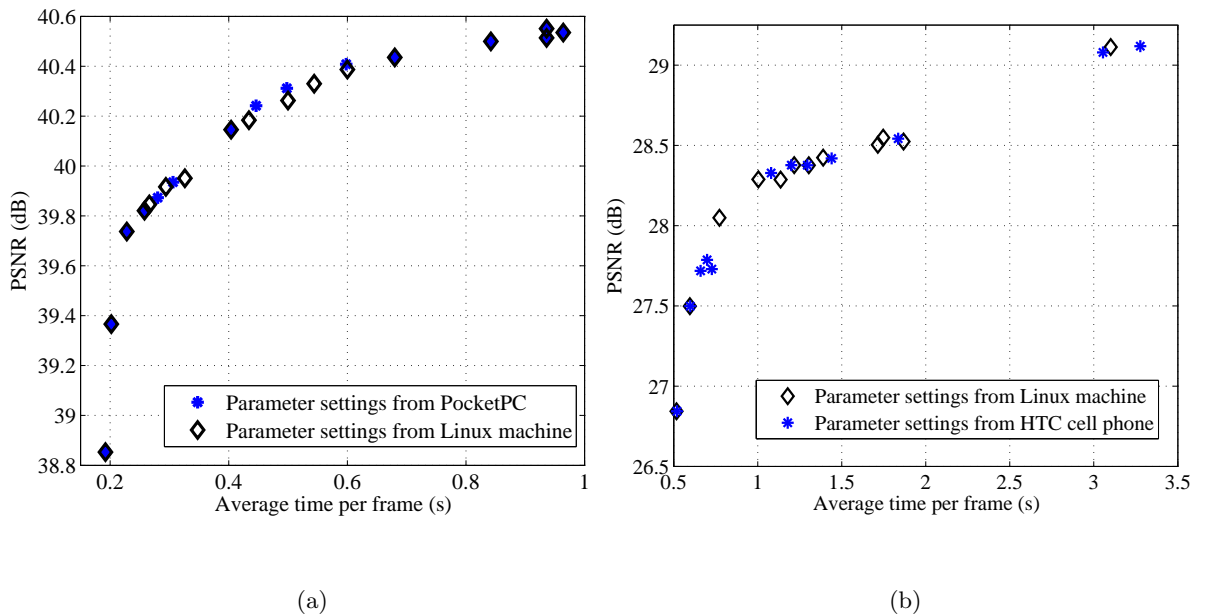 40.6
40.4
40.2
40
39.8
39.6
39.4
39.2
39
38.8
PSNR (dB)
0.2 0.4 0.6 0.8 1
Average time per frame (s)
Parameter settings from PocketPC
Parameter settings from Linux machine
(a)
29
28.5
28
27.5
27
26.5
PSNR (dB)
0.5 1 1.5 2 2.5 3 3.5
Average time per frame (s)
Parameter settings from Linux machine
Parameter settings from HTC cell phone
(b)